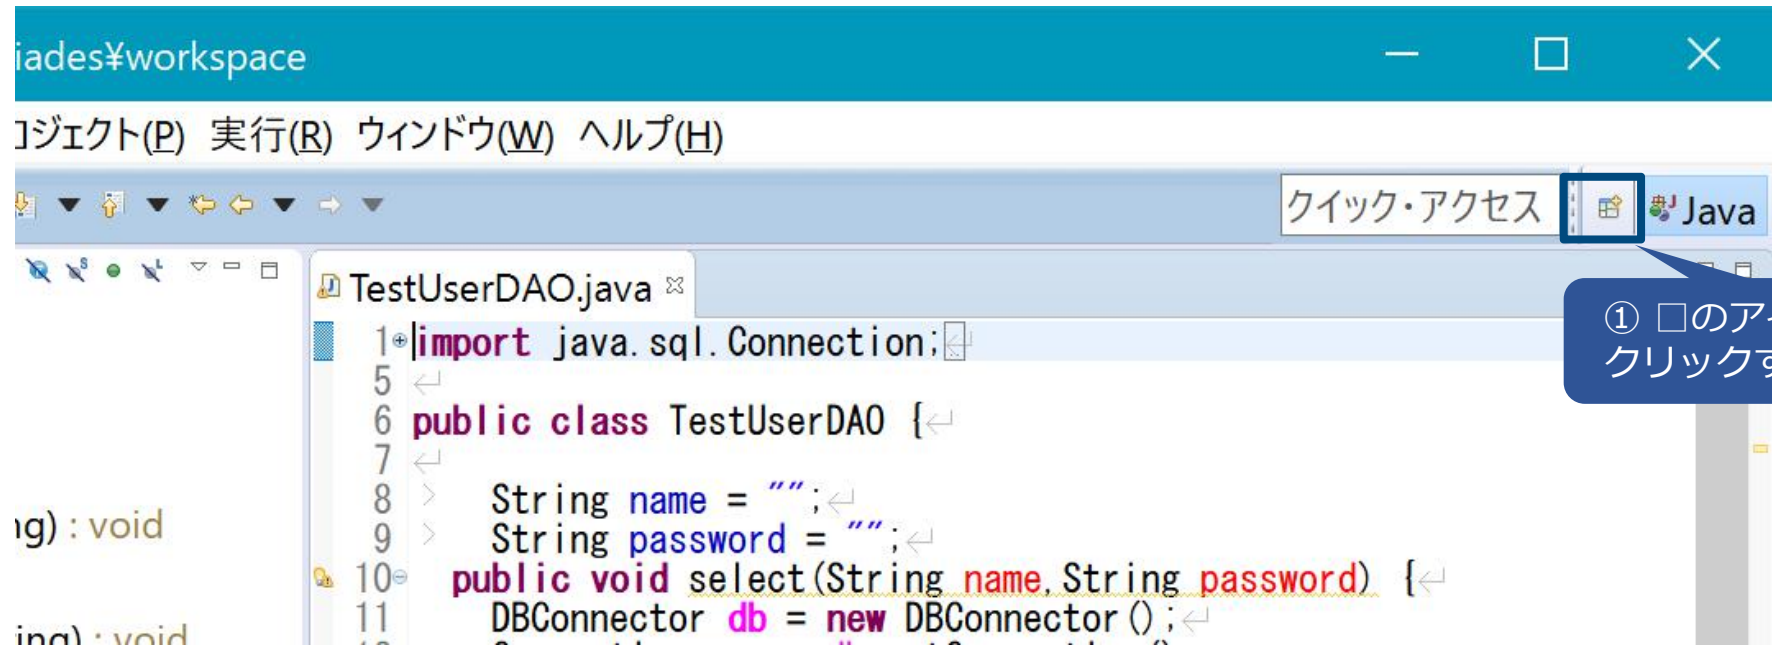 iades¥workspace
ロジェクト(P) 実行(R) ウィンドウ(W) ヘルプ(H)
クイック・アクセス Java
TestUserDAO.java
① □のアイ
クリックす
1 import java.sql.Connection;
5
6 public class TestUserDAO {
7
8 String name = "";
9 String password = "";
10 public void select(String name,String password) {
11 DBConnector db = new DBConnector();
ng) : void
ing) : void